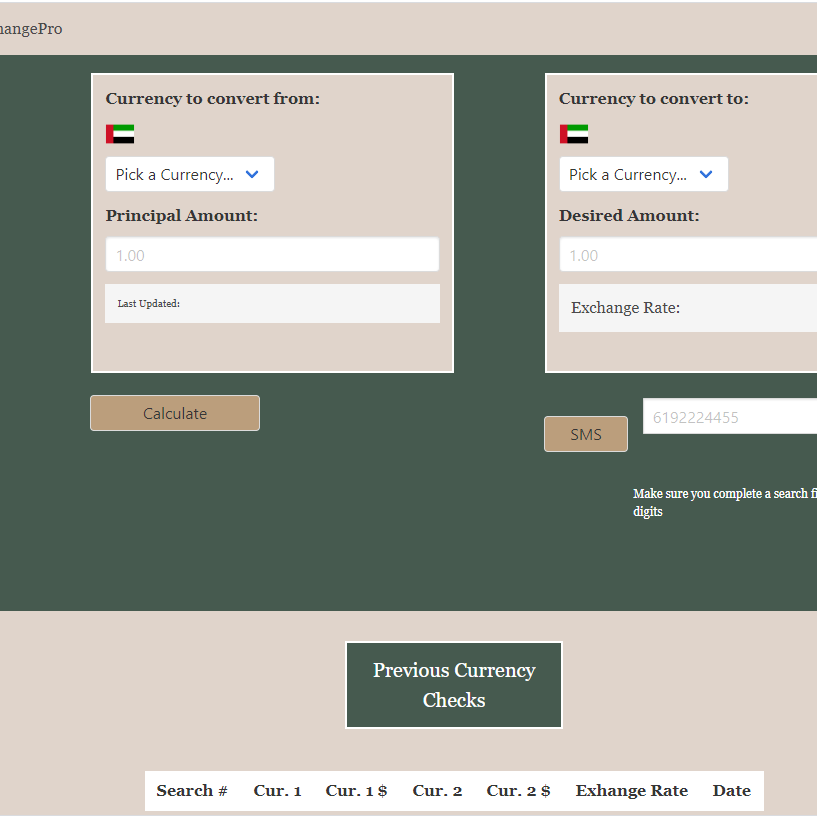 hangePro
Currency to convert from:
Pick a Currency...
Principal Amount:
1.00
Last Updated:
Calculate
Currency to convert to:
Pick a Currency...
Desired Amount:
1.00
Exchange Rate:
SMS
6192224455
Make sure you complete a search fi
digits
Previous Currency
Checks
Search # Cur. 1 Cur. 1 $ Cur. 2 Cur. 2 $ Exhange Rate Date